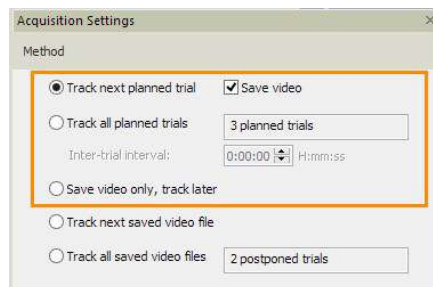 Acquisition Settings
Method
Track next planned trial Save video
Track all planned trials 3 planned trials
Inter-trial interval: 0:00:00 H:mm:ss
Save video only, track later
Track next saved video file
Track all saved video files 2 postponed trials